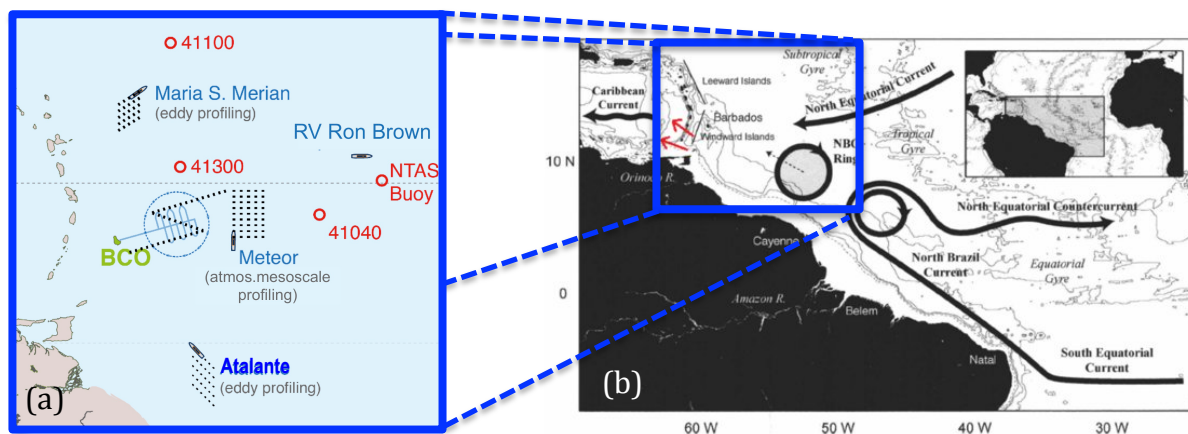 41100
Maria S. Merian
(eddy profiling)
RV Ron Brown
41300
NTAS
Buoy
41040
BCO
Meteor
(atmos.mesoscale
profiling)
Atalante
(eddy profiling)
(a)
Subtropical
Gyre
Leeward Islands
Caribbean
Current
North Equatorial Current
Barbados
Windward Islands
Tropical
Gyre
NBC
Ring
10 N
Orinoco R.
North Equatorial Countercurrent
Cayenne
North Brazil
Current
Equatorial
Gyre
0
Amazon R.
Belem
Natal
South Equatorial
Current
(b)
60 W
50 W
40 W
30 W